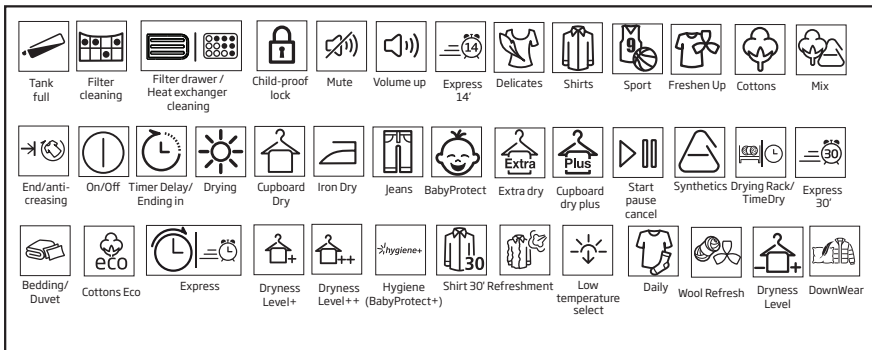 14
9
Tank
full
Filter
cleaning
Filter drawer /
Heat exchanger
cleaning
Child-proof
lock
Mute
Volume up
Express
14'
Delicates
Shirts
Sport
Freshen Up
Cottons
Mix
Extra
Plus
30
End/anti-
creasing
On/Off
Timer Delay/
Ending in
Drying
Cupboard
Dry
Iron Dry
Jeans
BabyProtect
Extra dry
Cupboard
dry plus
Start
pause
cancel
Synthetics
Drying Rack/
TimeDry
Express
30'
eco
+
++
hygiene+
30
- +
Bedding/
Duvet
Cottons Eco
Express
Dryness
Level+
Dryness
Level++
Hygiene
(BabyProtect+)
Shirt 30'
Refreshment
Low
temperature
select
Daily
Wool Refresh
Dryness
Level
DownWear